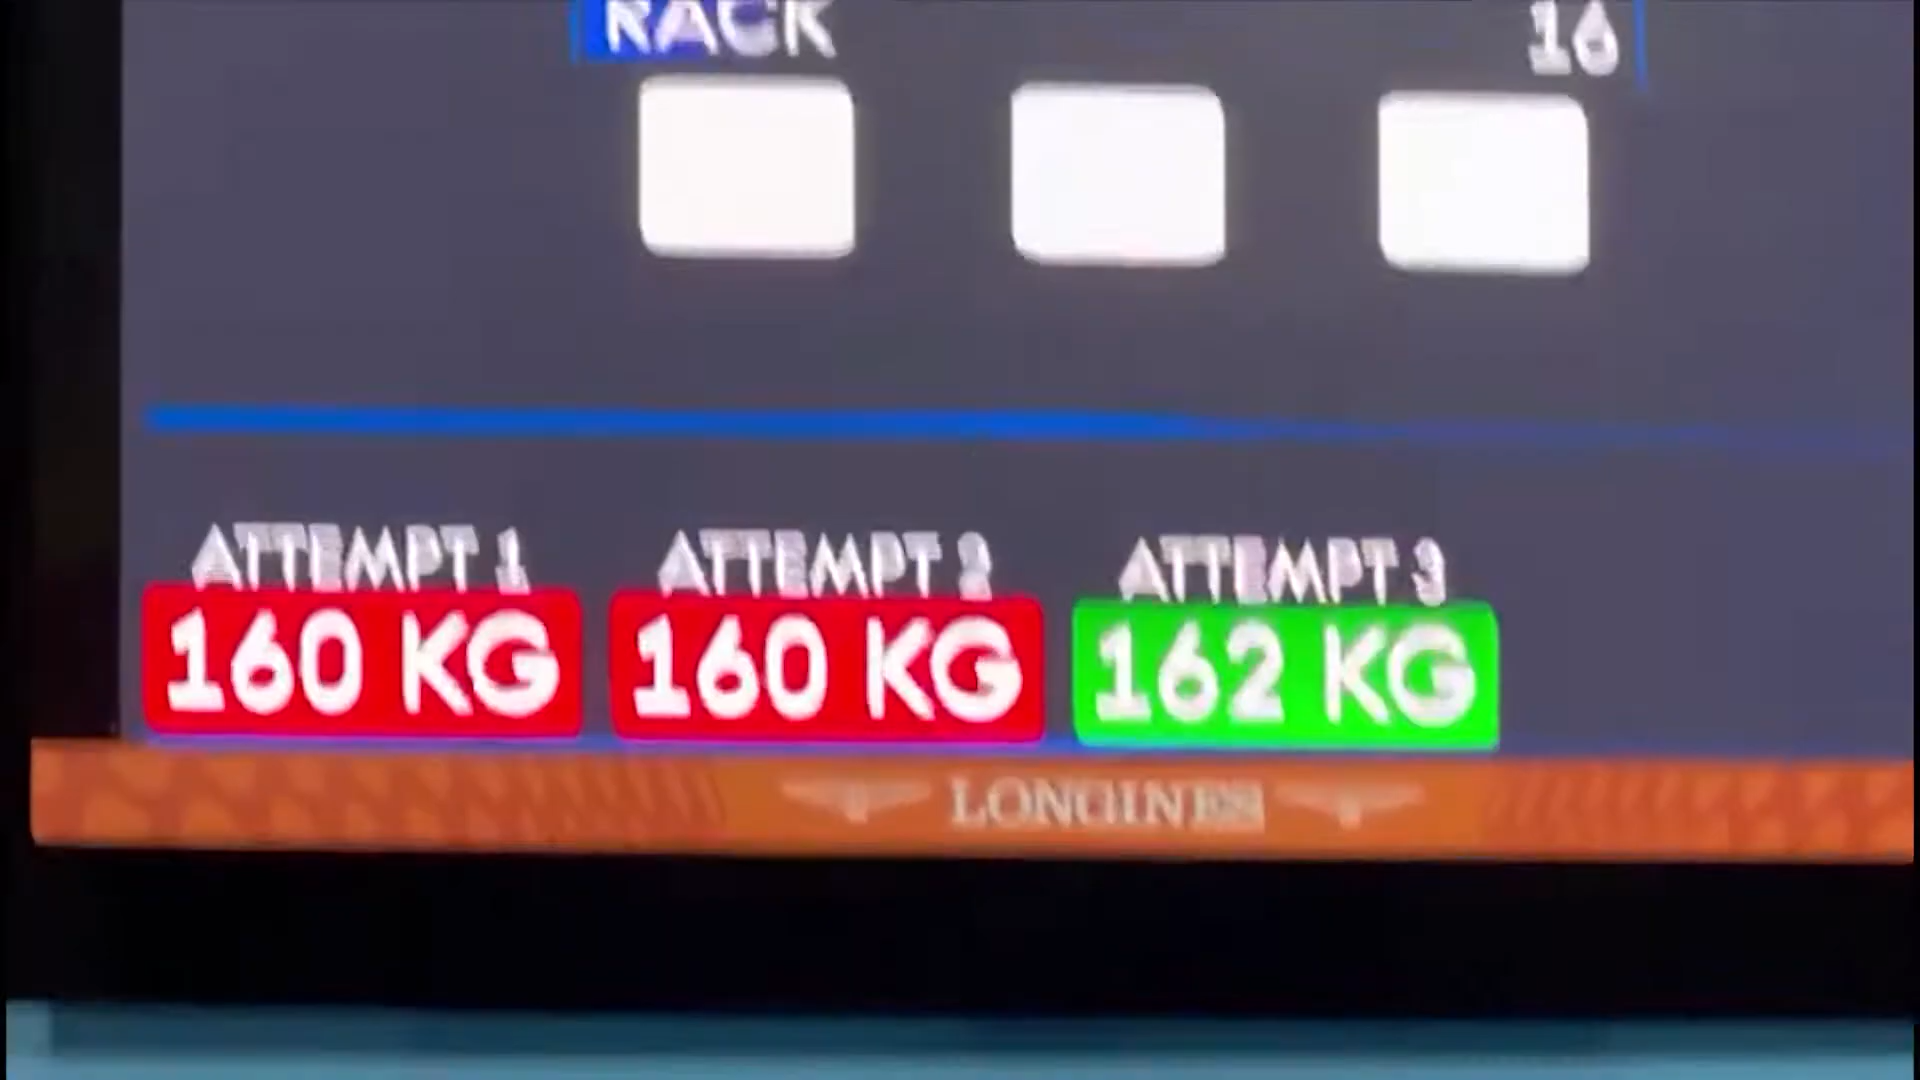 RACK
16
ATTEMPT 1 ATTEMPT 2 ATTEMPT 3
160 KG 160 KG 162 KG
LONGINES